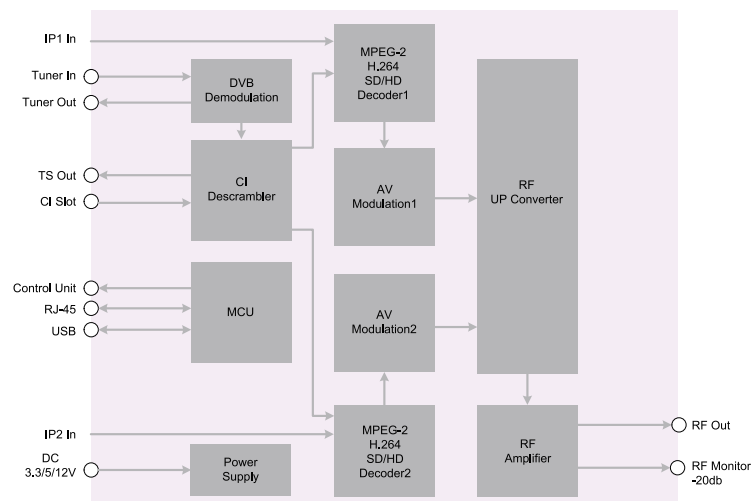 IP1 In
Tuner In
Tuner Out
TS Out
CI Slot
Control Unit
RJ-45
USB
IP2 In
DC
3.3/5/12V
DVB
Demodulation
CI
Descrambler
MCU
Power
Supply
MPEG-2
H.264
SD/HD
Decoder1
AV
Modulation1
AV
Modulation2
MPEG-2
H.264
SD/HD
Decoder2
RF
UP Converter
RF
Amplifier
RF Out
RF Monitor
-20db